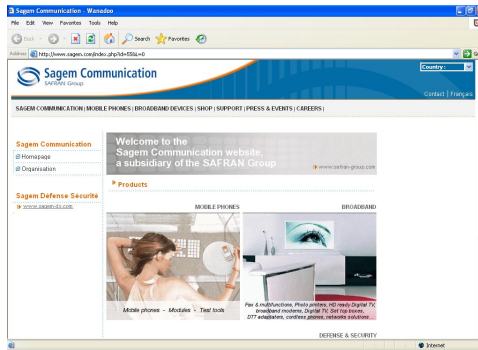 Sagem Communication - Wanadoo
File Edit View Favorites Tools Help
Back Search Favorites
Address http://www.sagem.com/index.php?id=55&L=0
Sagem Communication
SAFRAN Group
Country :
Contact | Français
SAGEM COMMUNICATION | MOBILE PHONES | BROADBAND DEVICES | SHOP | SUPPORT | PRESS & EVENTS | CAREERS |
Sagem Communication
Homepage
Organisation
Sagem Défense Sécurité
www.sagem-ds.com
Welcome to the
Sagem Communication website,
a subsidiary of the SAFRAN Group
www.safran-group.com
Products
MOBILE PHONES
Mobile phones - Modules - Test tools
BROADBAND
Fax & multifunctions, Photo printers, HD ready Digital TV,
broadband modems, Digital TV, Set top boxes,
DTT adaptaters, cordless phones, networks solutions
DEFENSE & SECURITY
Internet